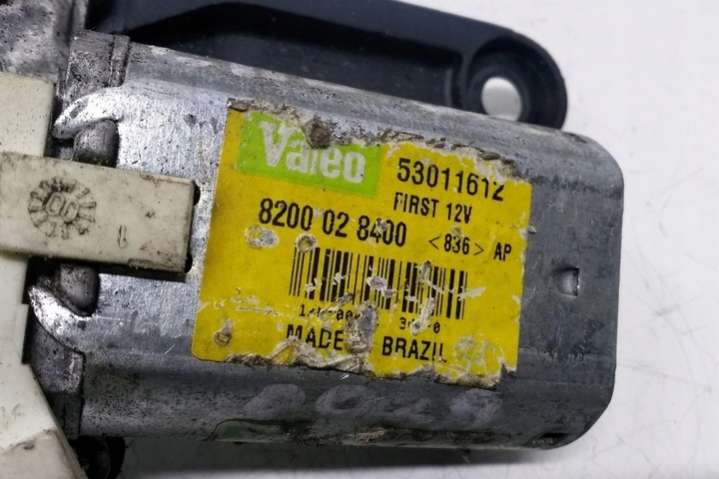 Valeo
53011612
FIRST 12V
8200 02 8400 <836> AP
MADE BRAZIL